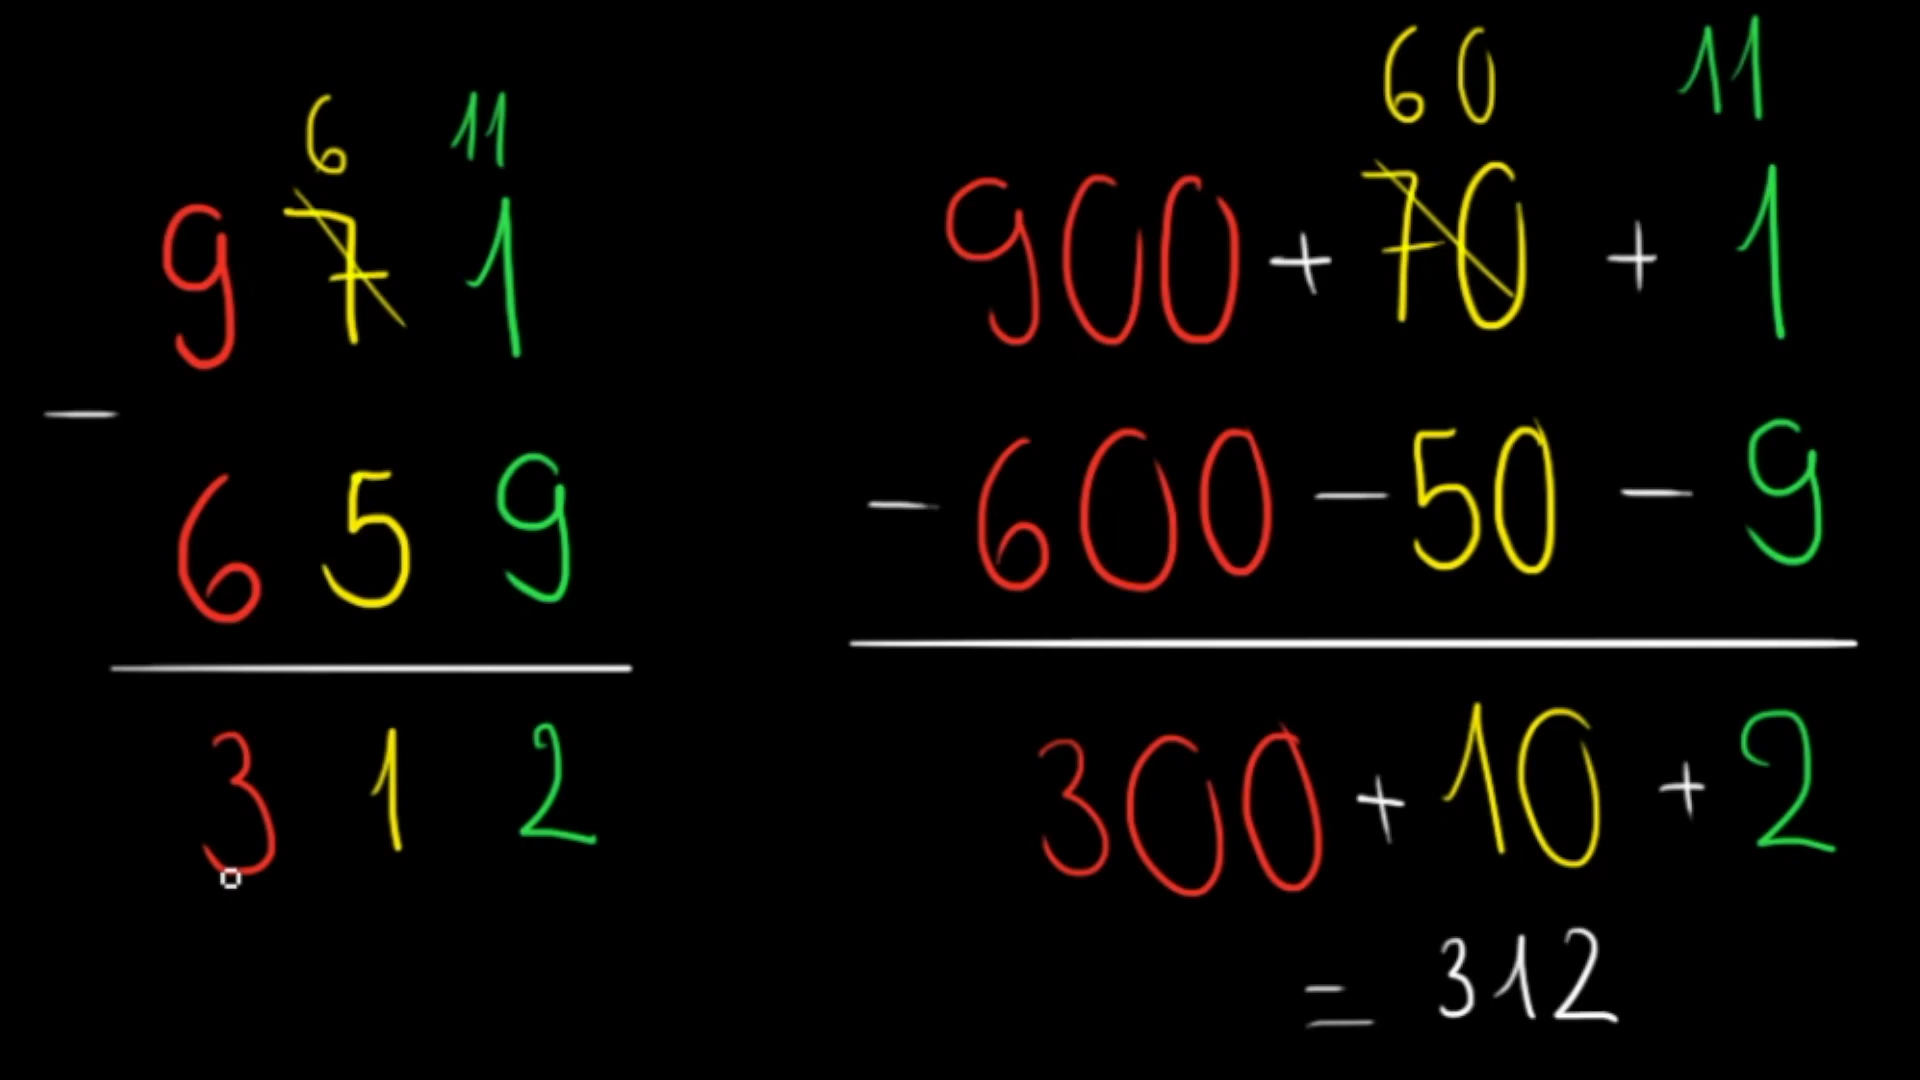 6 11
9 7 1
-
6 5 9
3 1 2
60 11
900 + 70 + 1
- 600 - 50 - 9
300 + 10 + 2
= 312